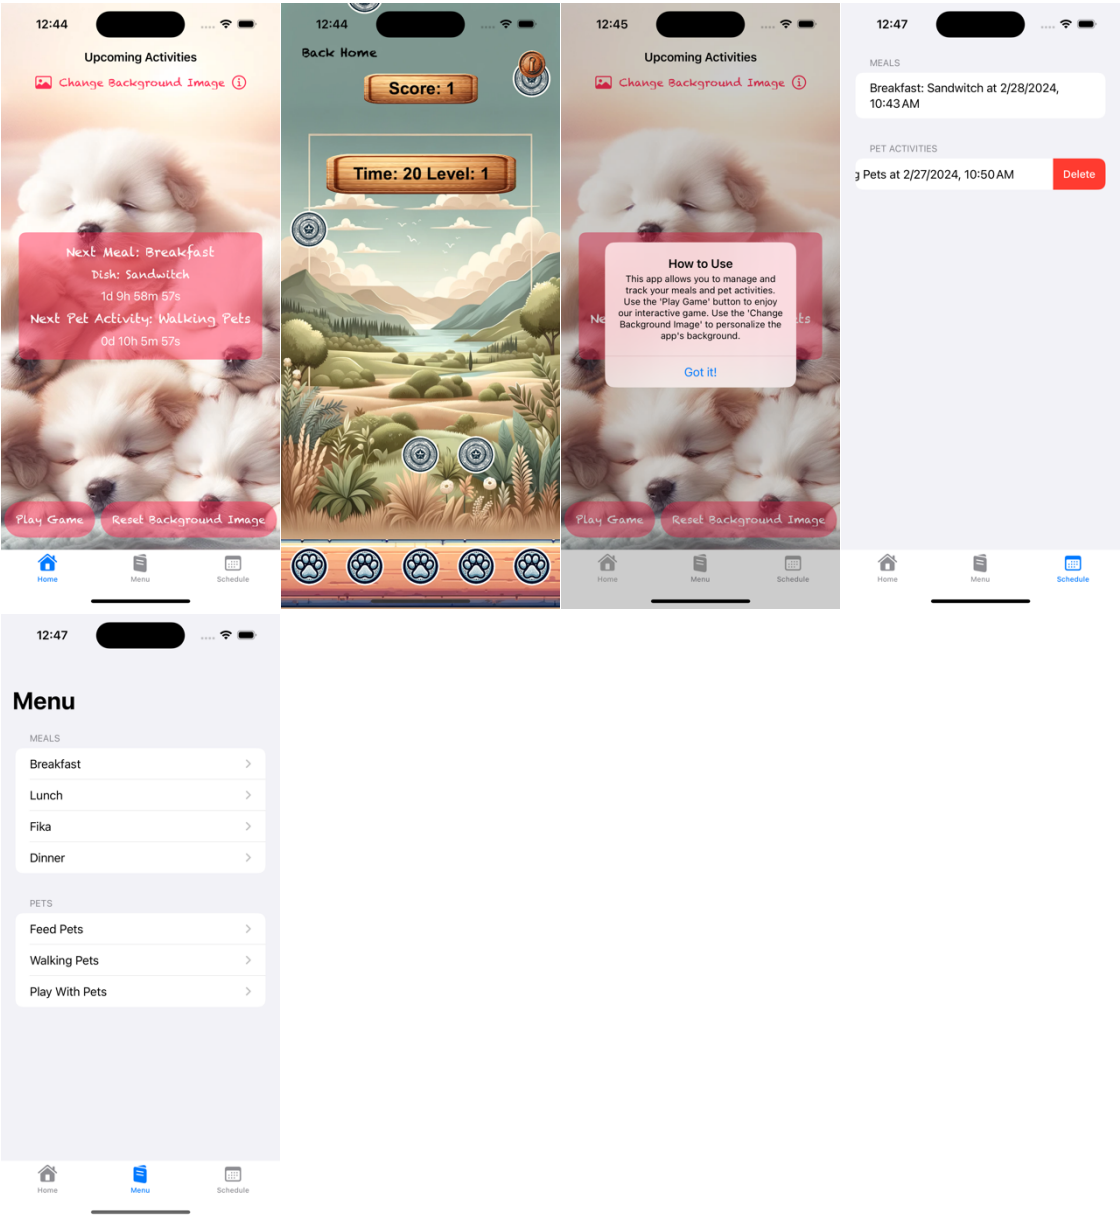 12:44
Upcoming Activities
Change Background Image
Next Meal: Breakfast
Dish: Sandwitch
1d 9h 58m 57s
Next Pet Activity: Walking Pets
0d 10h 5m 57s
Play Game
Reset Background Image
Home
Menu
Schedule
12:44
Back Home
Score: 1
Time: 20 Level: 1
12:45
Upcoming Activities
Change Background Image
How to Use
This app allows you to manage and
track your meals and pet activities.
Use the 'Play Game' button to enjoy
our interactive game. Use the 'Change
Background Image' to personalize the
app's background.
Ne
ts
Got it!
Play Game
Reset Background Image
Home
Menu
Schedule
12:47
MEALS
Breakfast: Sandwitch at 2/28/2024,
10:43 AM
PET ACTIVITIES
g Pets at 2/27/2024, 10:50 AM
Delete
Home
Menu
Schedule
12:47
Menu
MEALS
Breakfast
Lunch
Fika
Dinner
PETS
Feed Pets
Walking Pets
Play With Pets
Home
Menu
Schedule